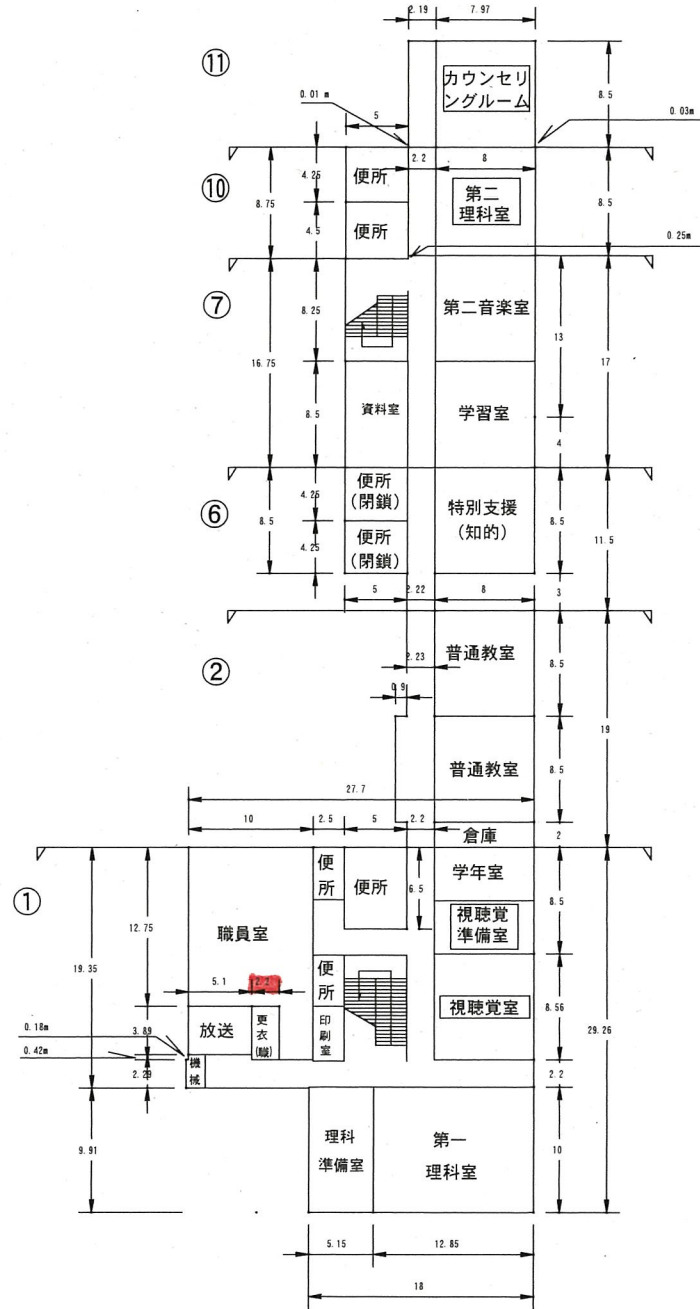 2.19
7.97
⑪
カウンセリ
ングルーム
8.5
0.01 m
0.03m
5
2.2
8
⑩
4.25
便所
第二
理科室
8.75
8.5
4.5
便所
0.25m
⑦
8.25
第二音楽室
13
16.75
17
8.5
資料室
学習室
4
⑥
4.25
便所
(閉鎖)
特別支援
(知的)
8.5
8.5
11.5
4.25
便所
(閉鎖)
5
2.22
8
3
②
2.23
普通教室
8.5
0.9
19
普通教室
8.5
27.7
10
2.5
5
2.2
倉庫
2
①
便
所
便所
6.5
学年室
8.5
12.75
職員室
視聴覚
準備室
19.35
便
所
5.1
2.2
視聴覚室
8.56
29.26
0.18m
3.89
放送
更
衣
(職)
印
刷
室
0.42m
2.29
機
械
2.2
9.91
理科
準備室
第一
理科室
10
5.15
12.85
18